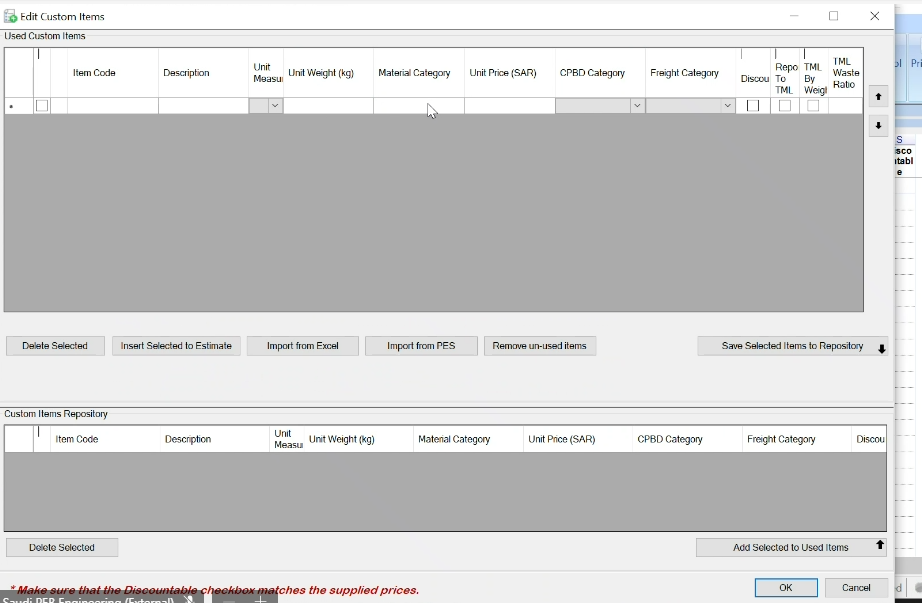 Edit Custom Items
Used Custom Items
Item Code
Description
Unit
Measu
Unit Weight (kg)
Material Category
Unit Price (SAR)
CPBD Category
Freight Category
Discou
Repo
To
TML
TML
By
Weigh
TML
Waste
Ratio
Delete Selected
Insert Selected to Estimate
Import from Excel
Import from PES
Remove un-used items
Save Selected Items to Repository
Custom Items Repository
Item Code
Description
Unit
Measu
Unit Weight (kg)
Material Category
Unit Price (SAR)
CPBD Category
Freight Category
Discou
Delete Selected
Add Selected to Used Items
* Make sure that the Discountable checkbox matches the supplied prices.
OK
Cancel
Saudi PEB Engineering (External)
Pri
S
isco
ntabl
e